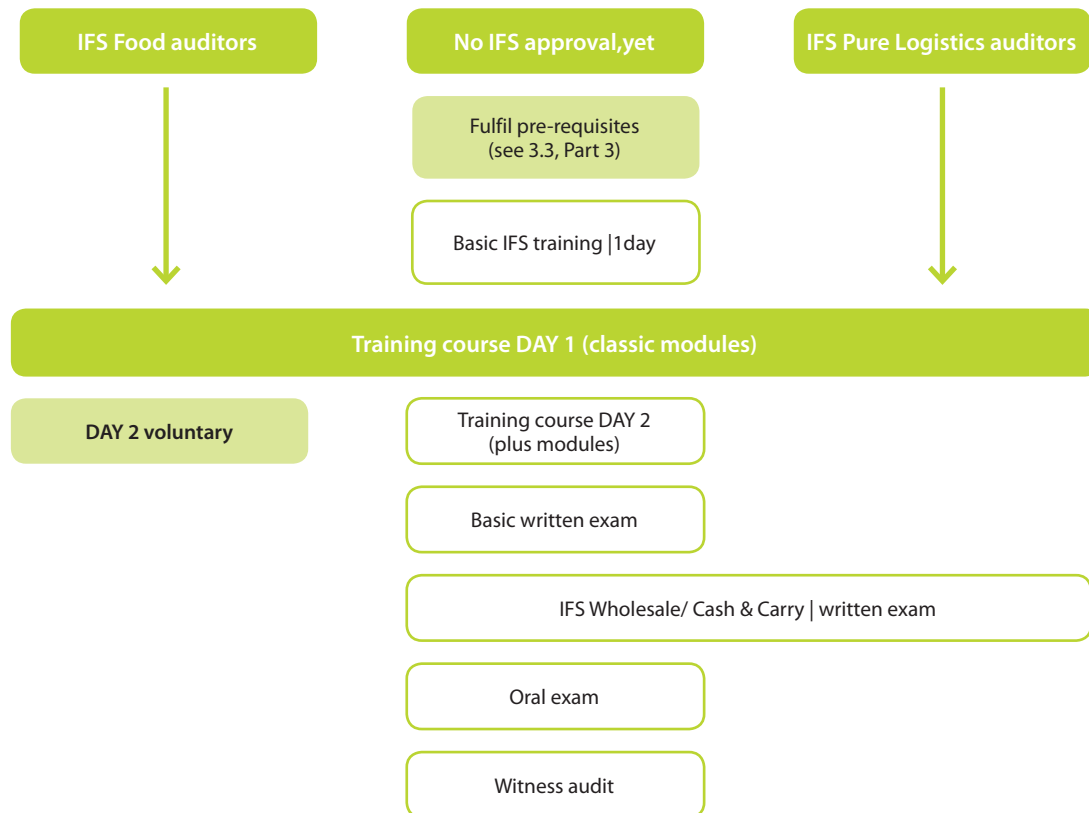 IFS Food auditors
No IFS approval,yet
IFS Pure Logistics auditors
Fulfil pre-requisites
(see 3.3, Part 3)
Basic IFS training |1day
Training course DAY 1 (classic modules)
DAY 2 voluntary
Training course DAY 2
(plus modules)
Basic written exam
IFS Wholesale/ Cash & Carry | written exam
Oral exam
Witness audit